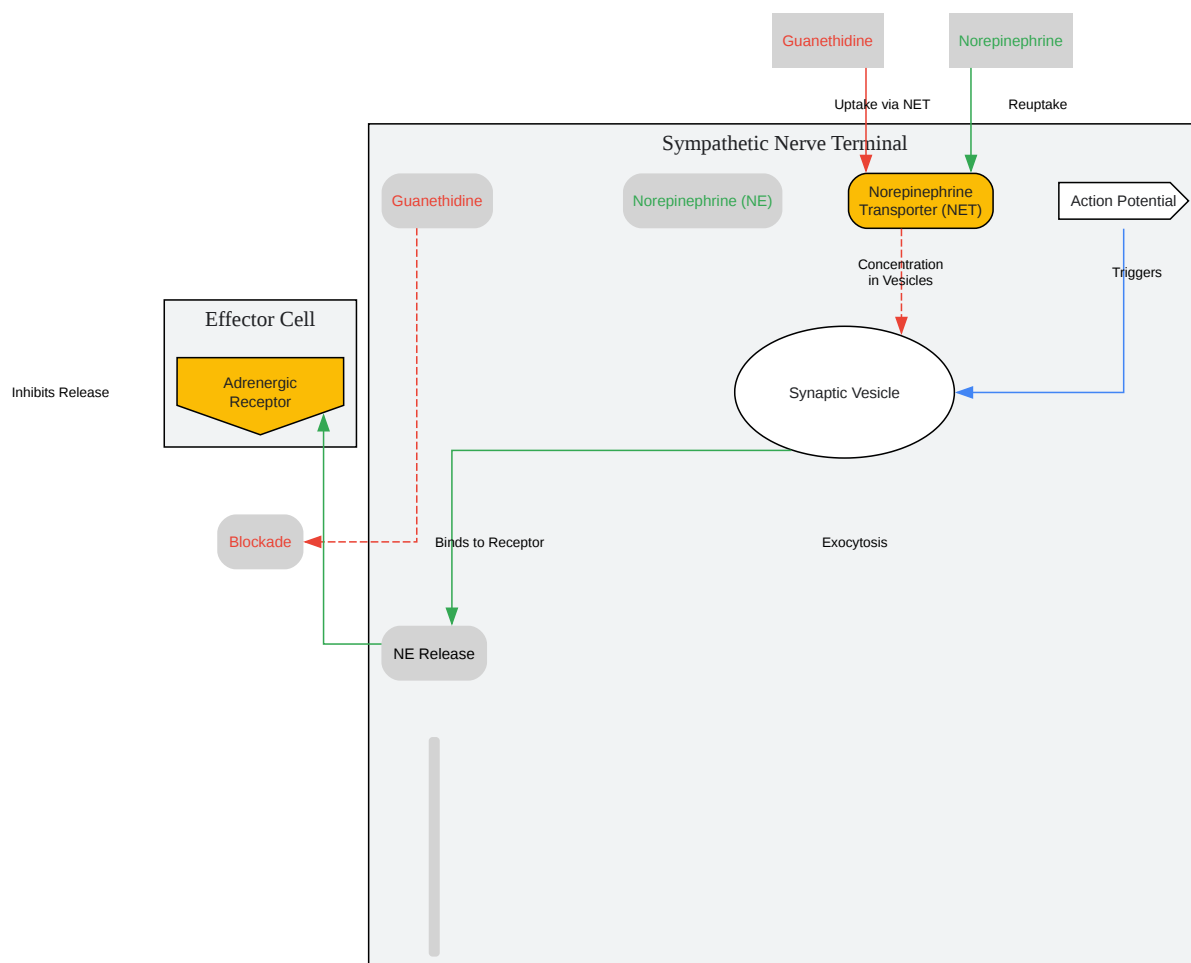 Guanethidine
Norepinephrine
Uptake via NET
Reuptake
Sympathetic Nerve Terminal
Guanethidine
Norepinephrine (NE)
Norepinephrine
Transporter (NET)
Action Potential
Concentration
in Vesicles
Triggers
Effector Cell
Adrenergic
Receptor
Inhibits Release
Synaptic Vesicle
Blockade
Binds to Receptor
Exocytosis
NE Release